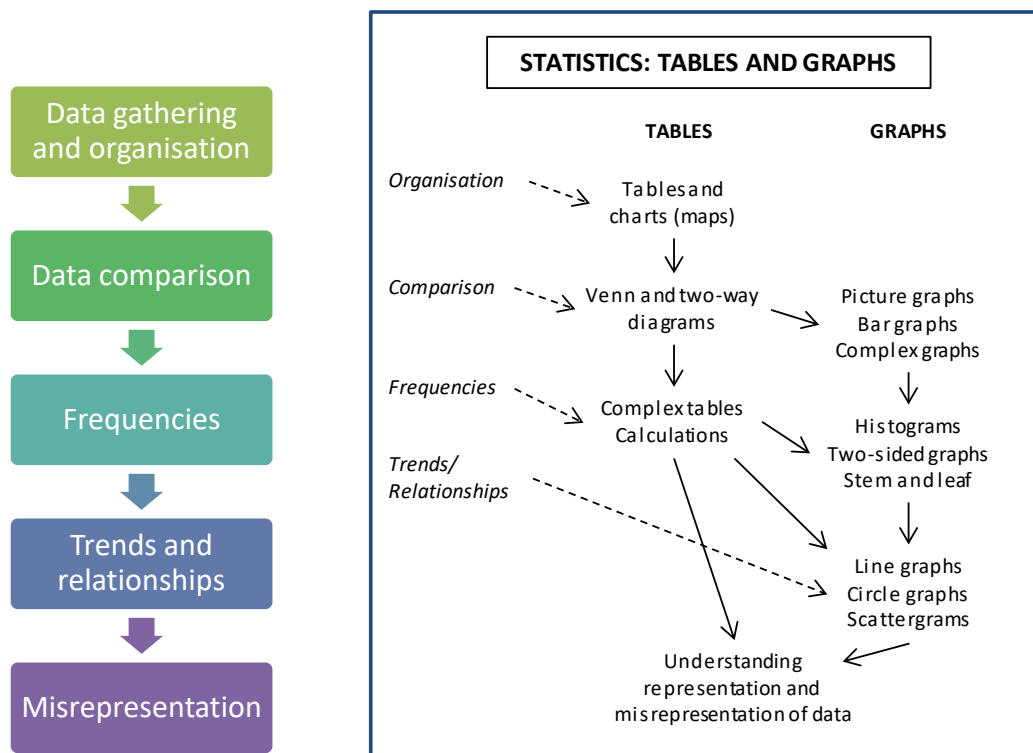 Data gathering
and organisation
Data comparison
Frequencies
Trends and
relationships
Misrepresentation
STATISTICS: TABLES AND GRAPHS
TABLES
GRAPHS
Organisation
Tables and
charts (maps)
Comparison
Venn and two-way
diagrams
Picture graphs
Bar graphs
Complex graphs
Frequencies
Complex tables
Calculations
Histograms
Two-sided graphs
Stem and leaf
Trends/
Relationships
Line graphs
Circle graphs
Scattergrams
Understanding
representation and
misrepresentation of data